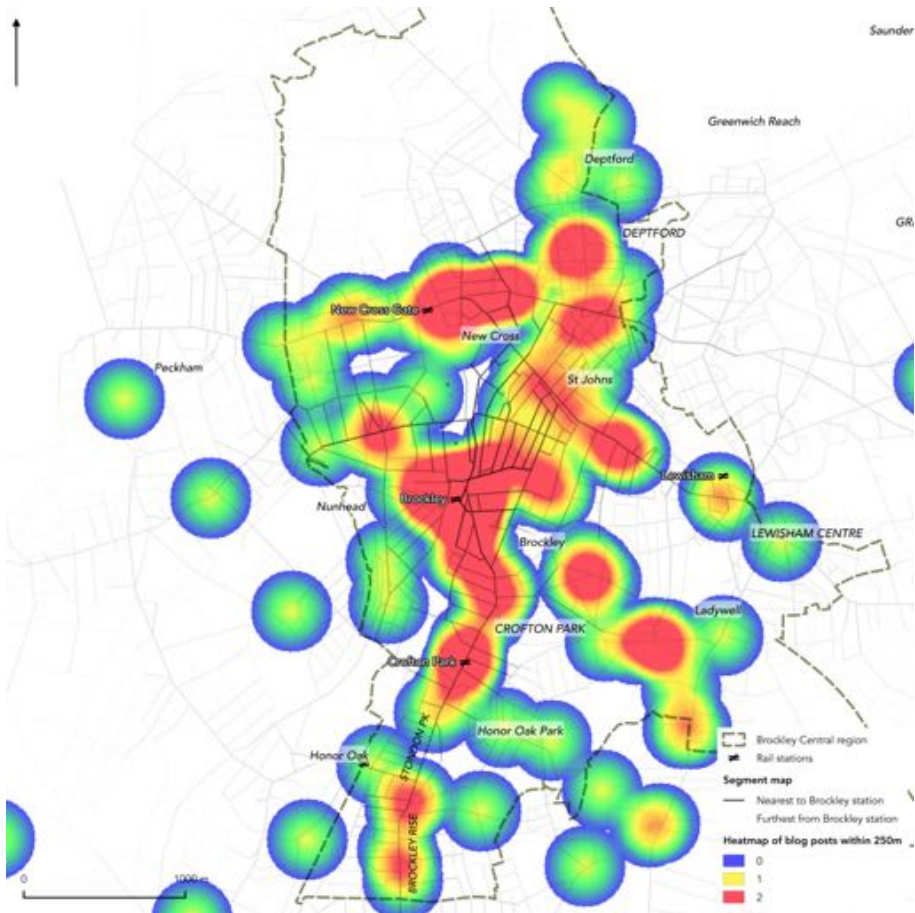 Saunder
Greenwich Reach
Deptford
GRA
DEPTFORD
New Cross Gate
New Cross
Peckham
St Johns
Lewisham
Brockley
Nunhead
LEWISHAM CENTRE
Brockley
Ladywell
CROFTON PARK
Crofton Park
Honor Oak Park
Honor Oak
STONDON PK
BROCKLEY RISE
Brockley Central region
Rail stations
Segment map
Nearest to Brockley station
Furthest from Brockley station
Heatmap of blog posts within 250m
0
1
2
0
1000 m